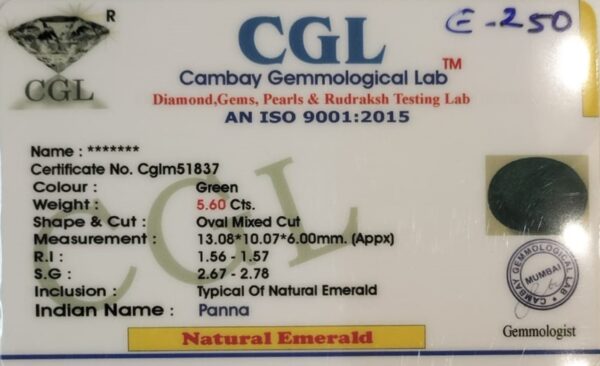 R
CGL
CGL
TM
E-250
Cambay Gemmological Lab
Diamond,Gems, Pearls & Rudraksh Testing Lab
AN ISO 9001:2015
Name : *******
Certificate No. Cglm51837
Colour : Green
Weight : 5.60 Cts.
Shape & Cut : Oval Mixed Cut
Measurement : 13.08*10.07*6.00mm. (Appx)
R.I : 1.56 - 1.57
S.G : 2.67 - 2.78
Inclusion : Typical Of Natural Emerald
Indian Name : Panna
CGL
CAMBAY GEMMOLOGICAL LAB
MUMBAI
Gemmologist
Natural Emerald